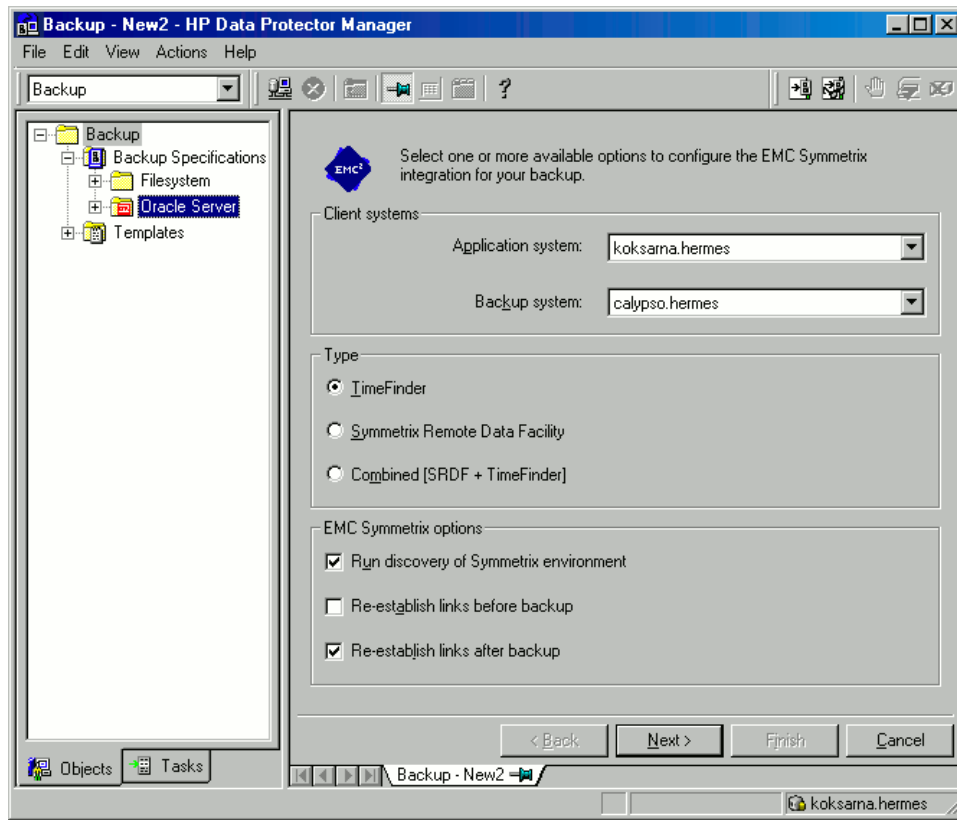 Backup - New2 - HP Data Protector Manager
File Edit View Actions Help
Backup
?
Backup
Backup Specifications
Filesystem
Oracle Server
Templates
EMC²
Select one or more available options to configure the EMC Symmetrix
integration for your backup.
Client systems
Application system: koksarna.hermes
Backup system: calypso.hermes
Type
TimeFinder
Symmetrix Remote Data Facility
Combined [SRDF + TimeFinder]
EMC Symmetrix options
Run discovery of Symmetrix environment
Re-establish links before backup
Re-establish links after backup
< Back Next > Finish Cancel
Objects Tasks
Backup - New2
koksarna.hermes